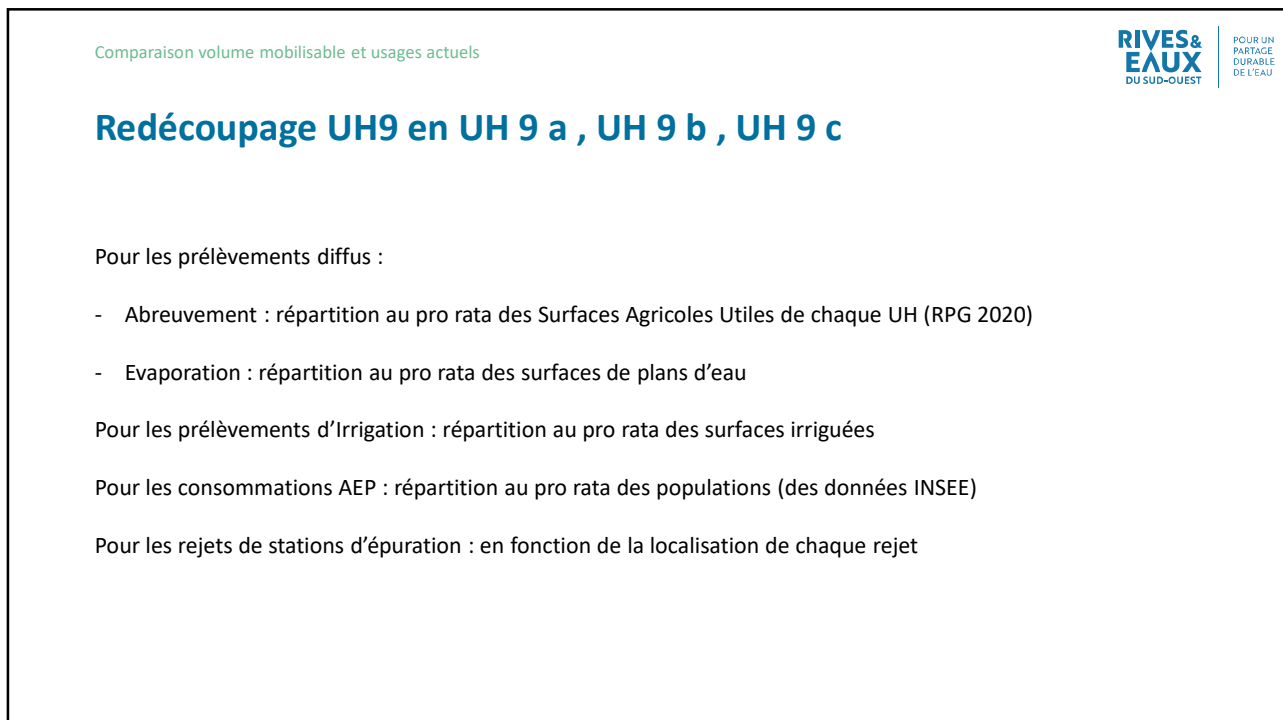 Comparaison volume mobilisable et usages actuels
RIVES&
EAUX
DU SUD-OUEST
POUR UN
PARTAGE
DURABLE
DE L'EAU
Redécoupage UH9 en UH 9 a , UH 9 b , UH 9 c
Pour les prélèvements diffus :
- Abreuvement : répartition au pro rata des Surfaces Agricoles Utiles de chaque UH (RPG 2020)
- Evaporation : répartition au pro rata des surfaces de plans d'eau
Pour les prélèvements d’Irrigation : répartition au pro rata des surfaces irriguées
Pour les consommations AEP : répartition au pro rata des populations (des données INSEE)
Pour les rejets de stations d’épuration : en fonction de la localisation de chaque rejet